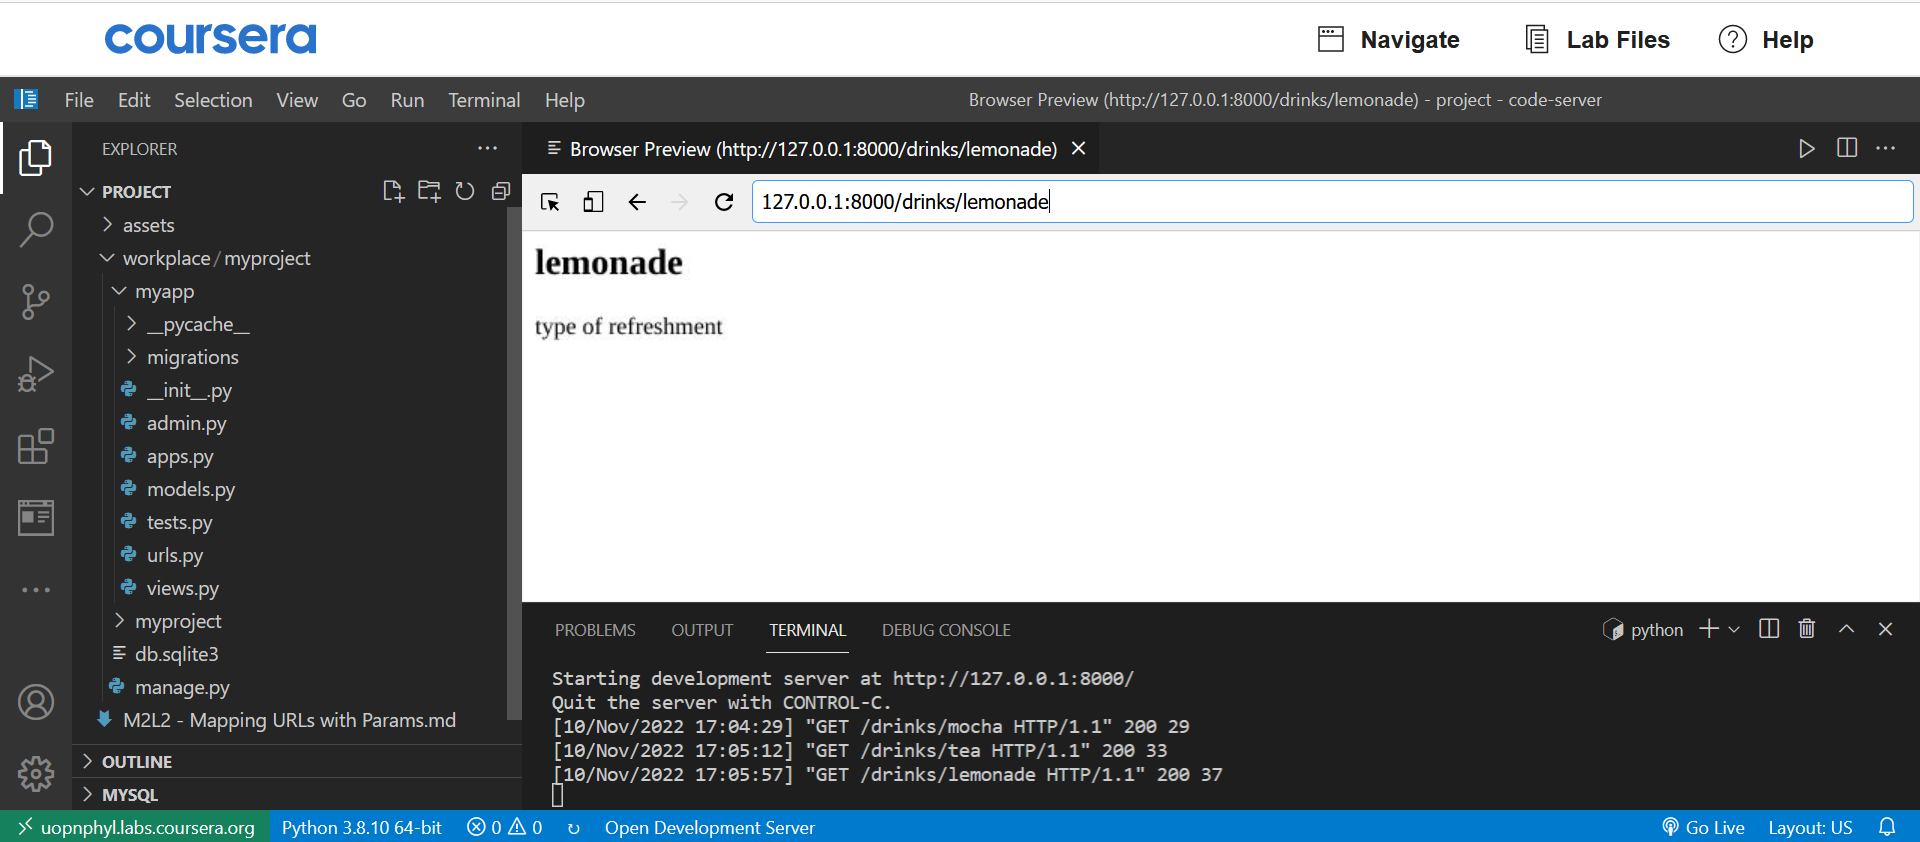 coursera
Navigate
Lab Files
Help
File Edit Selection View Go Run Terminal Help
Browser Preview (http://127.0.0.1:8000/drinks/lemonade) - project - code-server
EXPLORER
PROJECT
assets
workplace / myproject
myapp
__pycache__
migrations
__init__.py
admin.py
apps.py
models.py
tests.py
urls.py
views.py
myproject
db.sqlite3
manage.py
M2L2 - Mapping URLs with Params.md
OUTLINE
MYSQL
Browser Preview (http://127.0.0.1:8000/drinks/lemonade)
127.0.0.1:8000/drinks/lemonade
lemonade
type of refreshment
PROBLEMS OUTPUT TERMINAL DEBUG CONSOLE
python
Starting development server at http://127.0.0.1:8000/
Quit the server with CONTROL-C.
[10/Nov/2022 17:04:29] "GET /drinks/mocha HTTP/1.1" 200 29
[10/Nov/2022 17:05:12] "GET /drinks/tea HTTP/1.1" 200 33
[10/Nov/2022 17:05:57] "GET /drinks/lemonade HTTP/1.1" 200 37
uopnphyl.labs.coursera.org
Python 3.8.10 64-bit
0 0
Open Development Server
Go Live
Layout: US